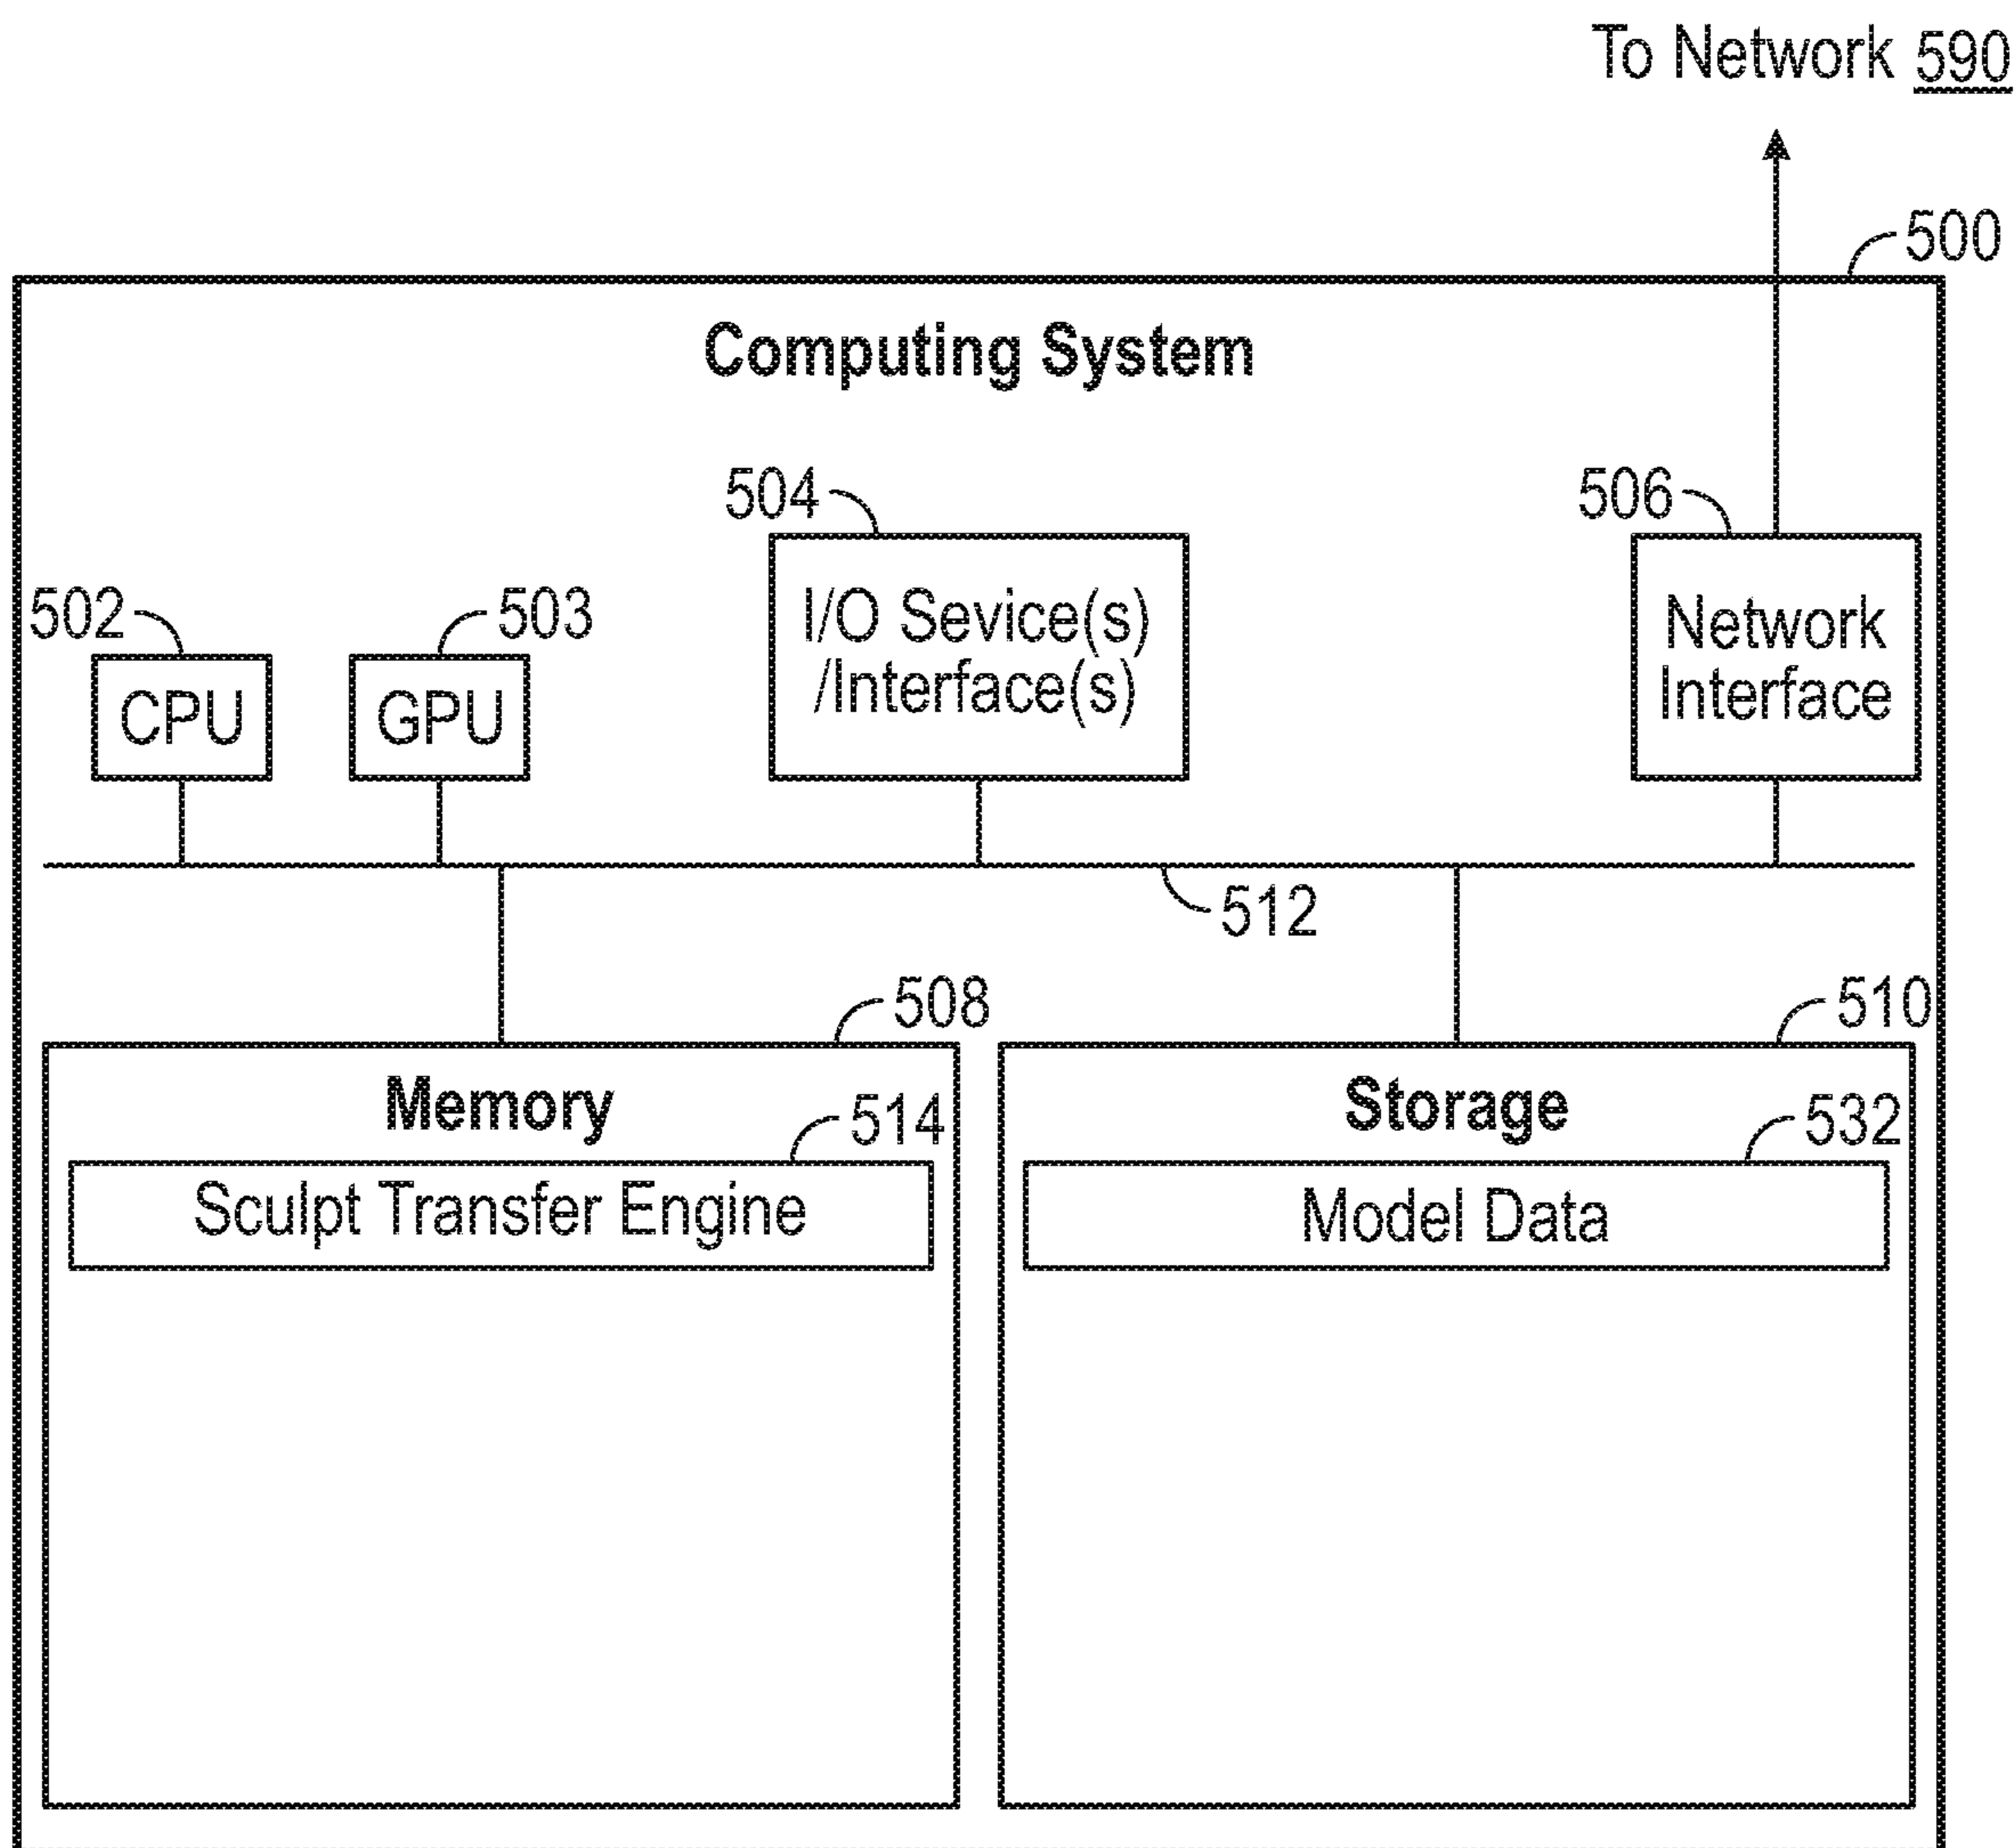 To Network 590
500
Computing System
504
506
502
503
I/O Sevice(s)
/Interface(s)
Network
Interface
CPU
GPU
512
508
510
Memory
Storage
514
532
Sculpt Transfer Engine
Model Data